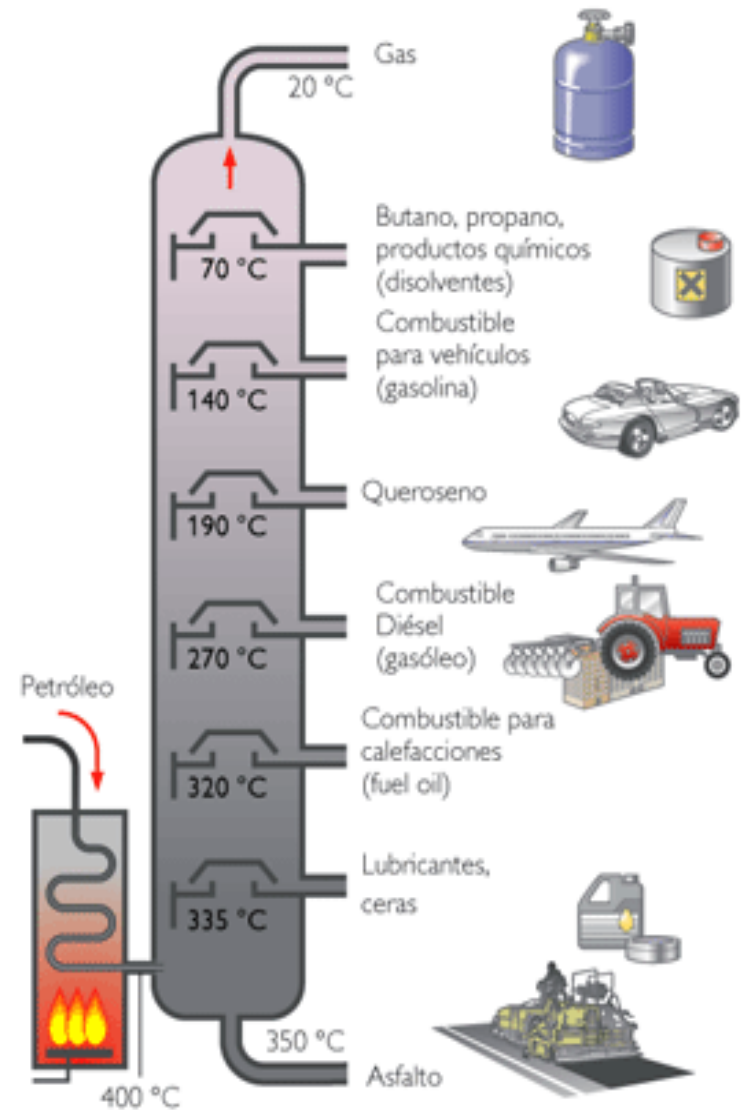 Gas
20 °C
Butano, propano,
productos químicos
(disolventes)
70 °C
Combustible
para vehículos
(gasolina)
140 °C
Queroseno
190 °C
Combustible
Diésel
(gasóleo)
270 °C
Petróleo
Combustible para
calefacciones
(fuel oil)
320 °C
Lubricantes,
ceras
335 °C
350 °C
Asfalto
400 °C